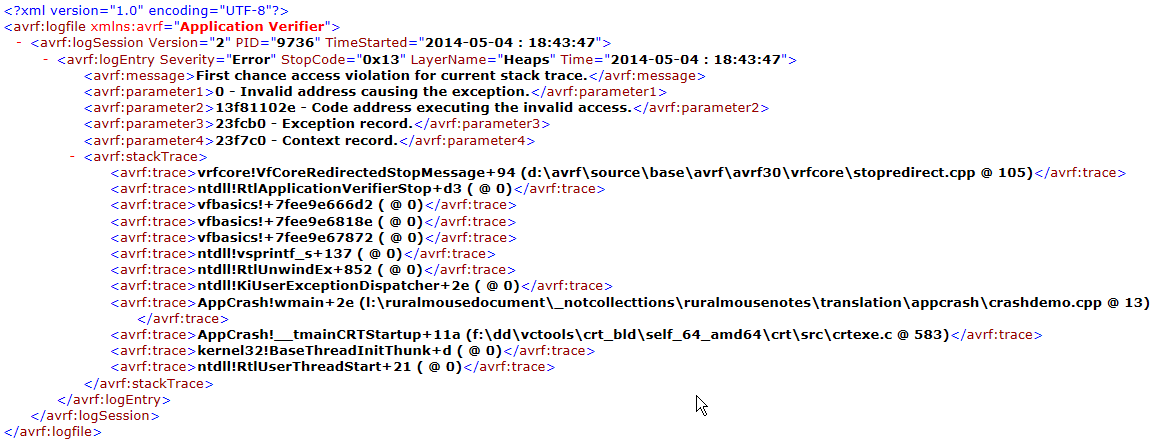 <?xml version="1.0" encoding="UTF-8"?>
<avrf:logfile xmlns:avrf="Application Verifier">
- <avrf:logSession Version="2" PID="9736" TimeStarted="2014-05-04 : 18:43:47">
- <avrf:logEntry Severity="Error" StopCode="0x13" LayerName="Heaps" Time="2014-05-04 : 18:43:47">
<avrf:message>First chance access violation for current stack trace.</avrf:message>
<avrf:parameter1>0 - Invalid address causing the exception.</avrf:parameter1>
<avrf:parameter2>13f81102e - Code address executing the invalid access.</avrf:parameter2>
<avrf:parameter3>23fcb0 - Exception record.</avrf:parameter3>
<avrf:parameter4>23f7c0 - Context record.</avrf:parameter4>
- <avrf:stackTrace>
<avrf:trace>vrfcore!VfCoreRedirectedStopMessage+94 (d:\avrf\source\base\avrf\avrf30\vrfcore\stopredirect.cpp @ 105)</avrf:trace>
<avrf:trace>ntdll!RtlApplicationVerifierStop+d3 ( @ 0)</avrf:trace>
<avrf:trace>vfbasics!+7fee9e666d2 ( @ 0)</avrf:trace>
<avrf:trace>vfbasics!+7fee9e6818e ( @ 0)</avrf:trace>
<avrf:trace>vfbasics!+7fee9e67872 ( @ 0)</avrf:trace>
<avrf:trace>ntdll!vsprintf_s+137 ( @ 0)</avrf:trace>
<avrf:trace>ntdll!RtlUnwindEx+852 ( @ 0)</avrf:trace>
<avrf:trace>ntdll!KiUserExceptionDispatcher+2e ( @ 0)</avrf:trace>
<avrf:trace>AppCrash!wmain+2e (l:\ruralmousedocument\_notcollecttions\ruralmousenotes\translation\appcrash\crashdemo.cpp @ 13)
</avrf:trace>
<avrf:trace>AppCrash!__tmainCRTStartup+11a (f:\dd\vctools\crt_bld\self_64_amd64\crt\src\crtexe.c @ 583)</avrf:trace>
<avrf:trace>kernel32!BaseThreadInitThunk+d ( @ 0)</avrf:trace>
<avrf:trace>ntdll!RtlUserThreadStart+21 ( @ 0)</avrf:trace>
</avrf:stackTrace>
</avrf:logEntry>
</avrf:logSession>
</avrf:logfile>